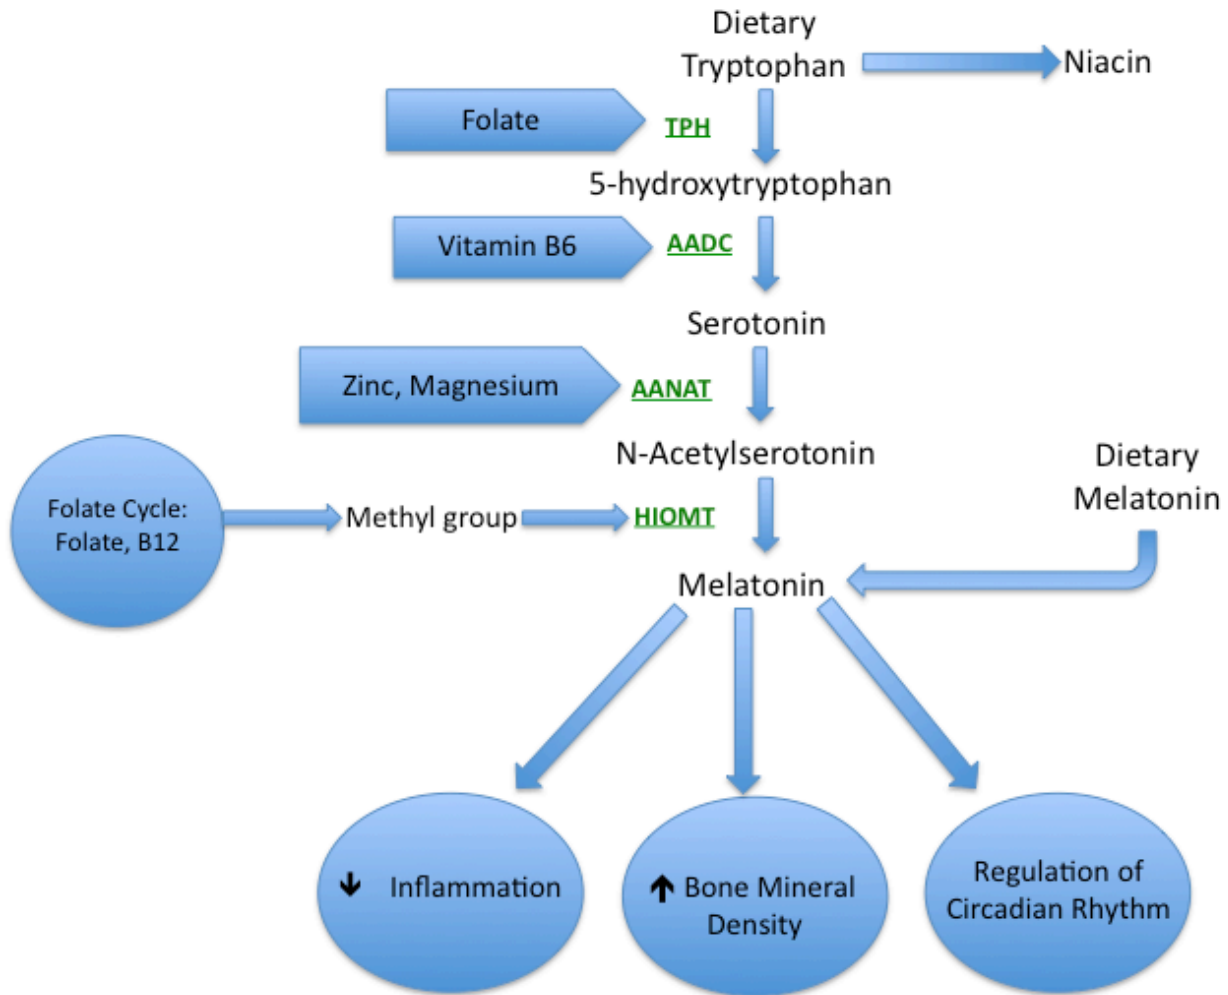 Dietary
Tryptophan
Niacin
Folate
TPH
5-hydroxytryptophan
Vitamin B6
AADC
Serotonin
Zinc, Magnesium
AANAT
N-Acetylserotonin
Dietary
Melatonin
Folate Cycle:
Folate, B12
Methyl group
HIOMT
Melatonin
↓ Inflammation
↑ Bone Mineral
Density
Regulation of
Circadian Rhythm